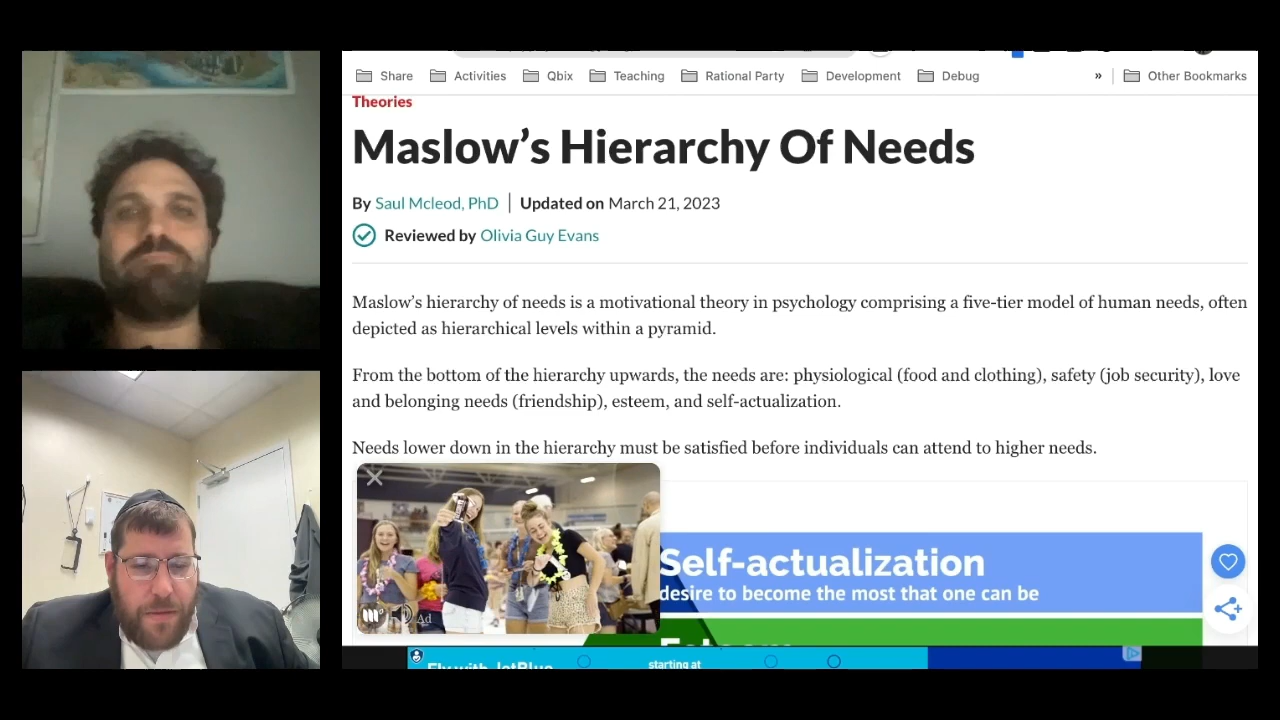 Share Activities Qbix Teaching Rational Party Development Debug » Other Bookmarks
Theories
Maslow’s Hierarchy Of Needs
By Saul Mcleod, PhD | Updated on March 21, 2023
Reviewed by Olivia Guy Evans
Maslow’s hierarchy of needs is a motivational theory in psychology comprising a five-tier model of human needs, often
depicted as hierarchical levels within a pyramid.
From the bottom of the hierarchy upwards, the needs are: physiological (food and clothing), safety (job security), love
and belonging needs (friendship), esteem, and self-actualization.
Needs lower down in the hierarchy must be satisfied before individuals can attend to higher needs.
Self-actualization
desire to become the most that one can be
Ad
Esteem
Fly with JetBlue
starting at